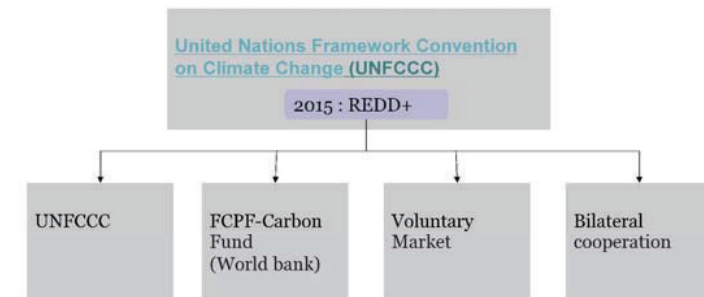 United Nations Framework Convention
on Climate Change (UNFCCC)
2015 : REDD+
UNFCCC
FCPF-Carbon
Fund
(World bank)
Voluntary
Market
Bilateral
cooperation